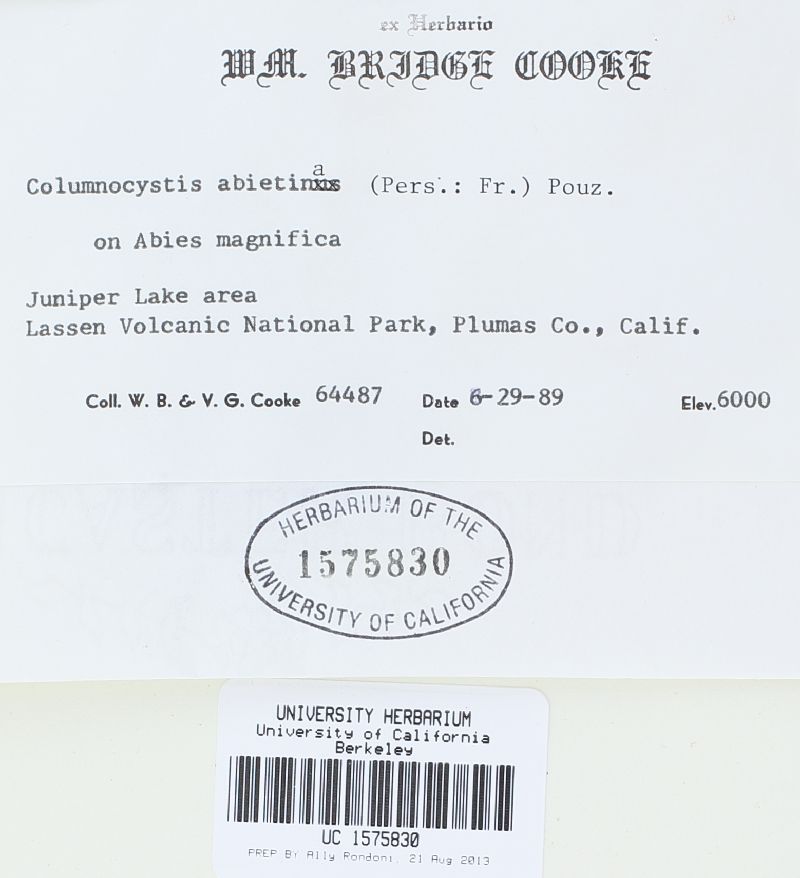 ex Herbario
WM. BRIDGE COOKE
Columnocystis abietina (Pers.: Fr.) Pouz.
on Abies magnifica
Juniper Lake area
Lassen Volcanic National Park, Plumas Co., Calif.
Coll. W. B. & V. G. Cooke 64487 Date 6-29-89 Elev. 6000
Det.
HERBARIUM OF THE
1575830
UNIVERSITY OF CALIFORNIA
UNIVERSITY HERBARIUM
University of California
Berkeley
UC 1575830
PREP BY Ally Rondoni, 21 Aug 2013